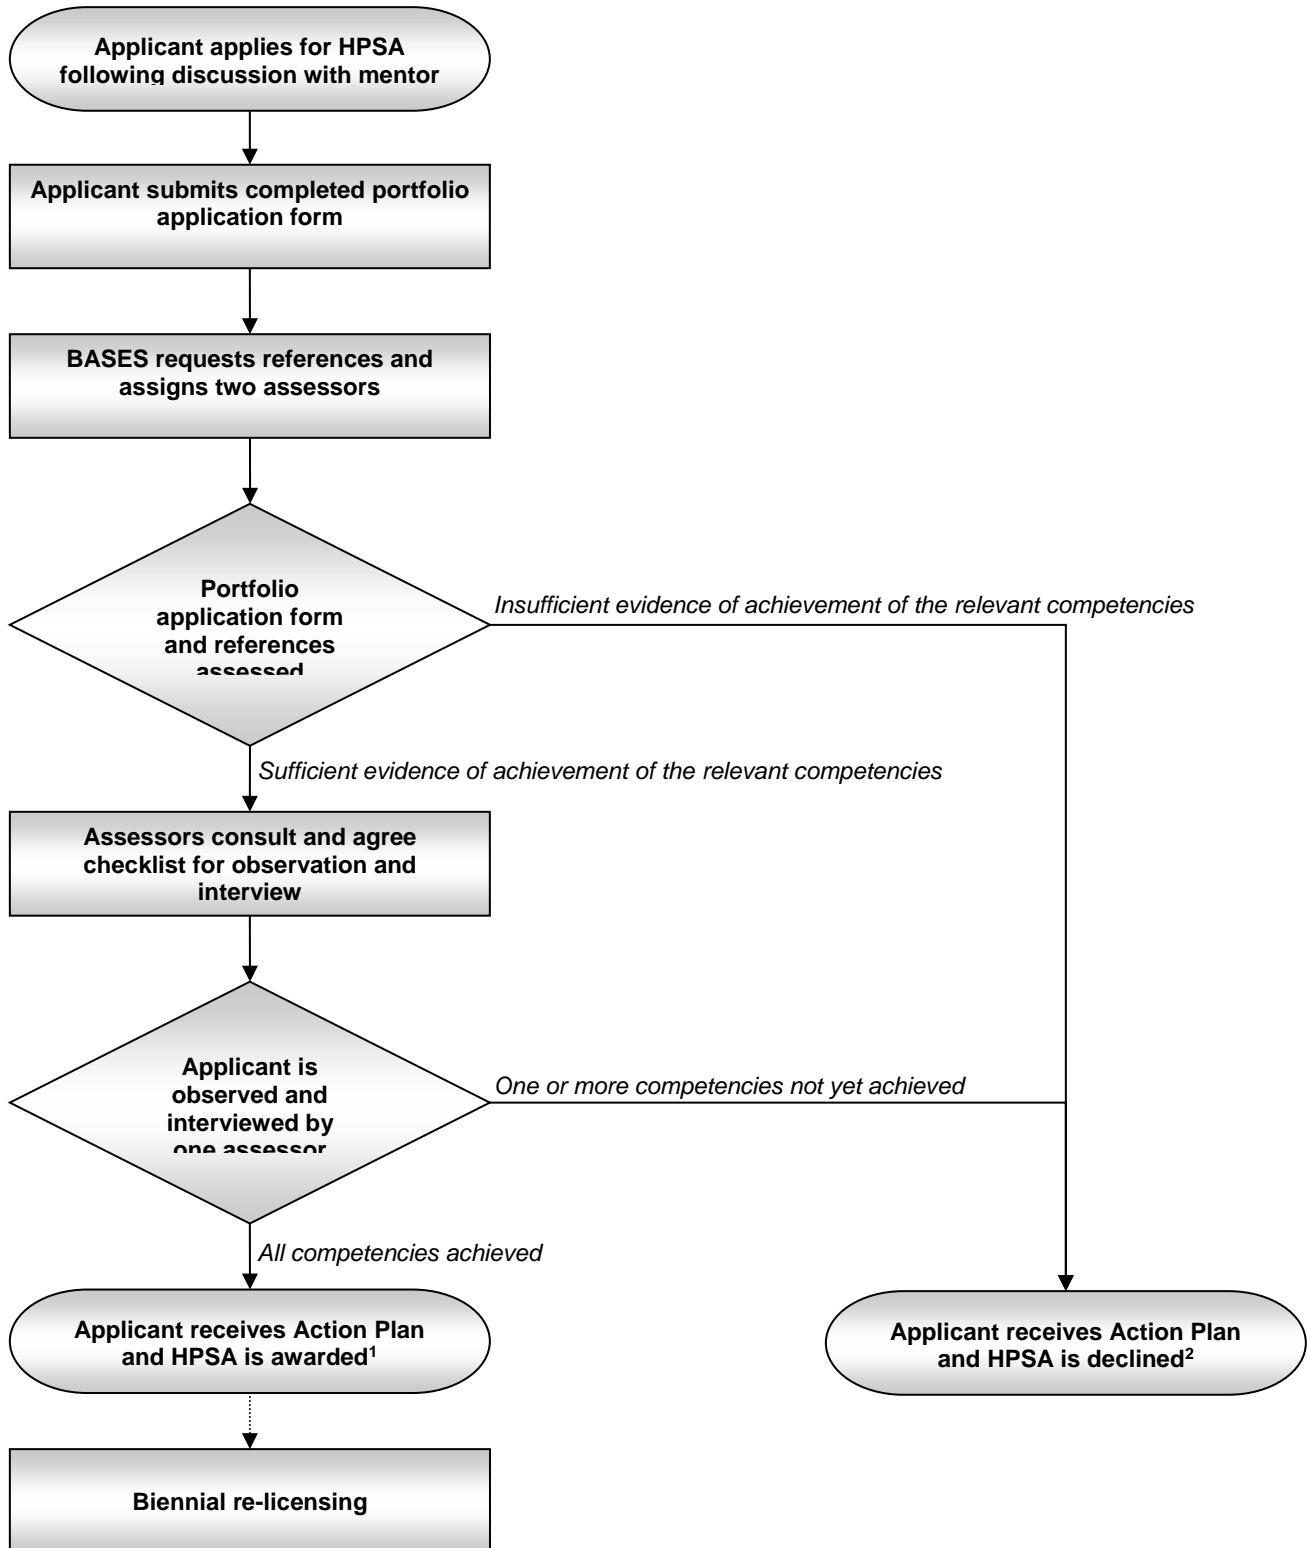 Applicant applies for HPSA
following discussion with mentor
Applicant submits completed portfolio
application form
BASES requests references and
assigns two assessors
Portfolio
application form
and references
assessed
Insufficient evidence of achievement of the relevant competencies
Sufficient evidence of achievement of the relevant competencies
Assessors consult and agree
checklist for observation and
interview
Applicant is
observed and
interviewed by
one assessor
One or more competencies not yet achieved
All competencies achieved
Applicant receives Action Plan
and HPSA is awarded¹
Applicant receives Action Plan
and HPSA is declined²
Biennial re-licensing